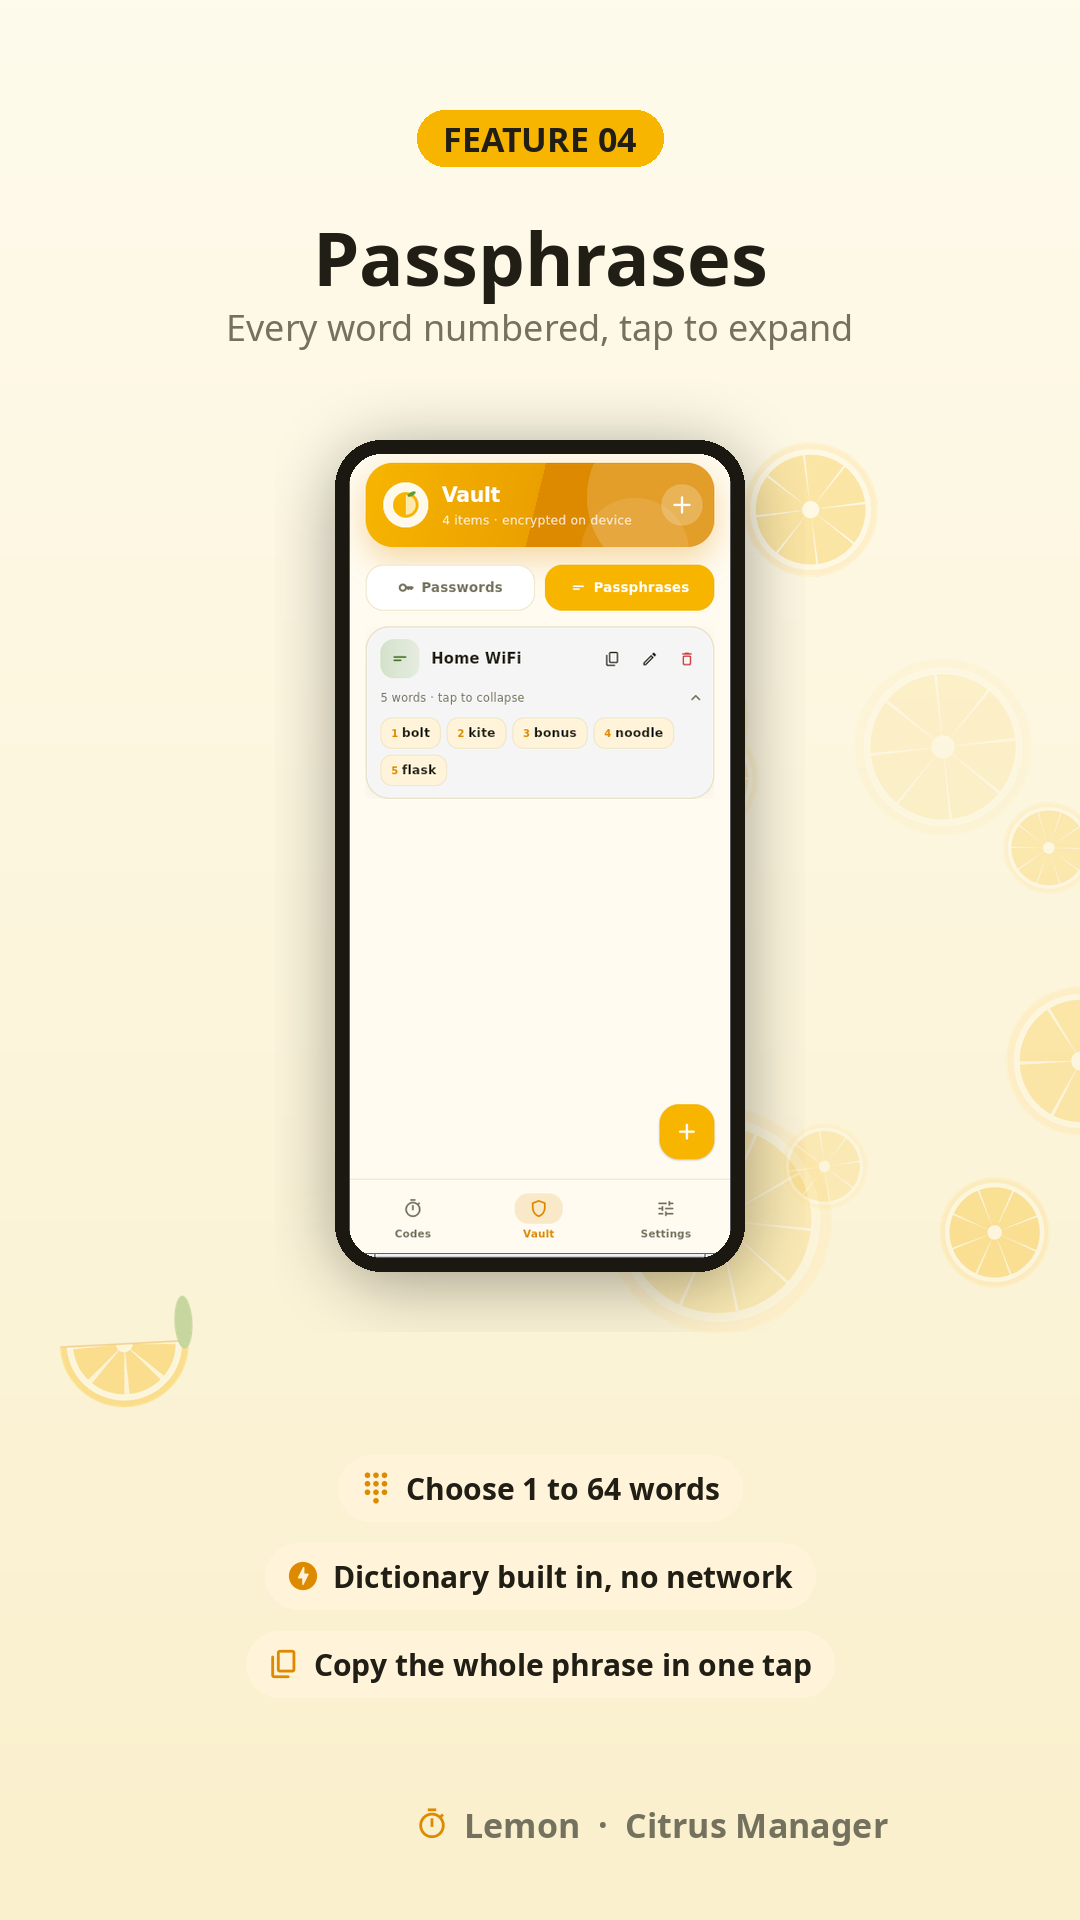 FEATURE 04
Passphrases
Every word numbered, tap to expand
Vault
4 items · encrypted on device
Passwords
Passphrases
Home WiFi
5 words · tap to collapse
1 bolt 2 kite 3 bonus 4 noodle
5 flask
Codes Vault Settings
Choose 1 to 64 words
Dictionary built in, no network
Copy the whole phrase in one tap
Lemon · Citrus Manager